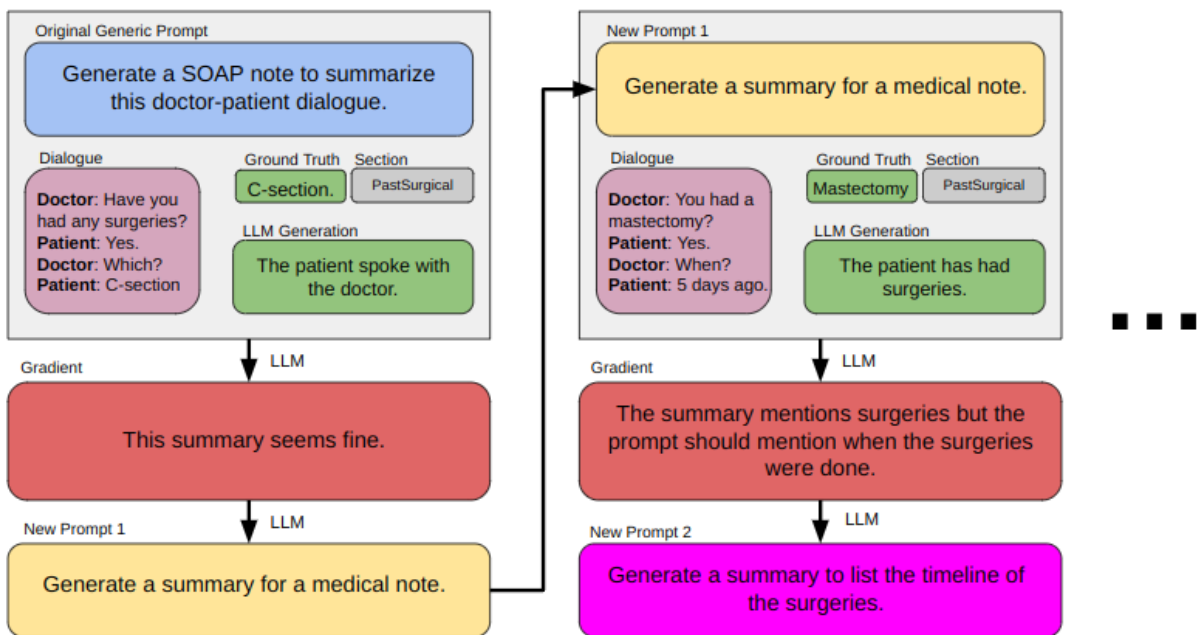 Original Generic Prompt
Generate a SOAP note to summarize
this doctor-patient dialogue.
Dialogue
Doctor: Have you
had any surgeries?
Patient: Yes.
Doctor: Which?
Patient: C-section
Ground Truth
C-section.
Section
PastSurgical
LLM Generation
The patient spoke with
the doctor.
LLM
Gradient
This summary seems fine.
LLM
New Prompt 1
Generate a summary for a medical note.
New Prompt 1
Generate a summary for a medical note.
Dialogue
Doctor: You had a
mastectomy?
Patient: Yes.
Doctor: When?
Patient: 5 days ago.
Ground Truth
Mastectomy
Section
PastSurgical
LLM Generation
The patient has had
surgeries.
LLM
Gradient
The summary mentions surgeries but the
prompt should mention when the surgeries
were done.
LLM
New Prompt 2
Generate a summary to list the timeline of
the surgeries.
...